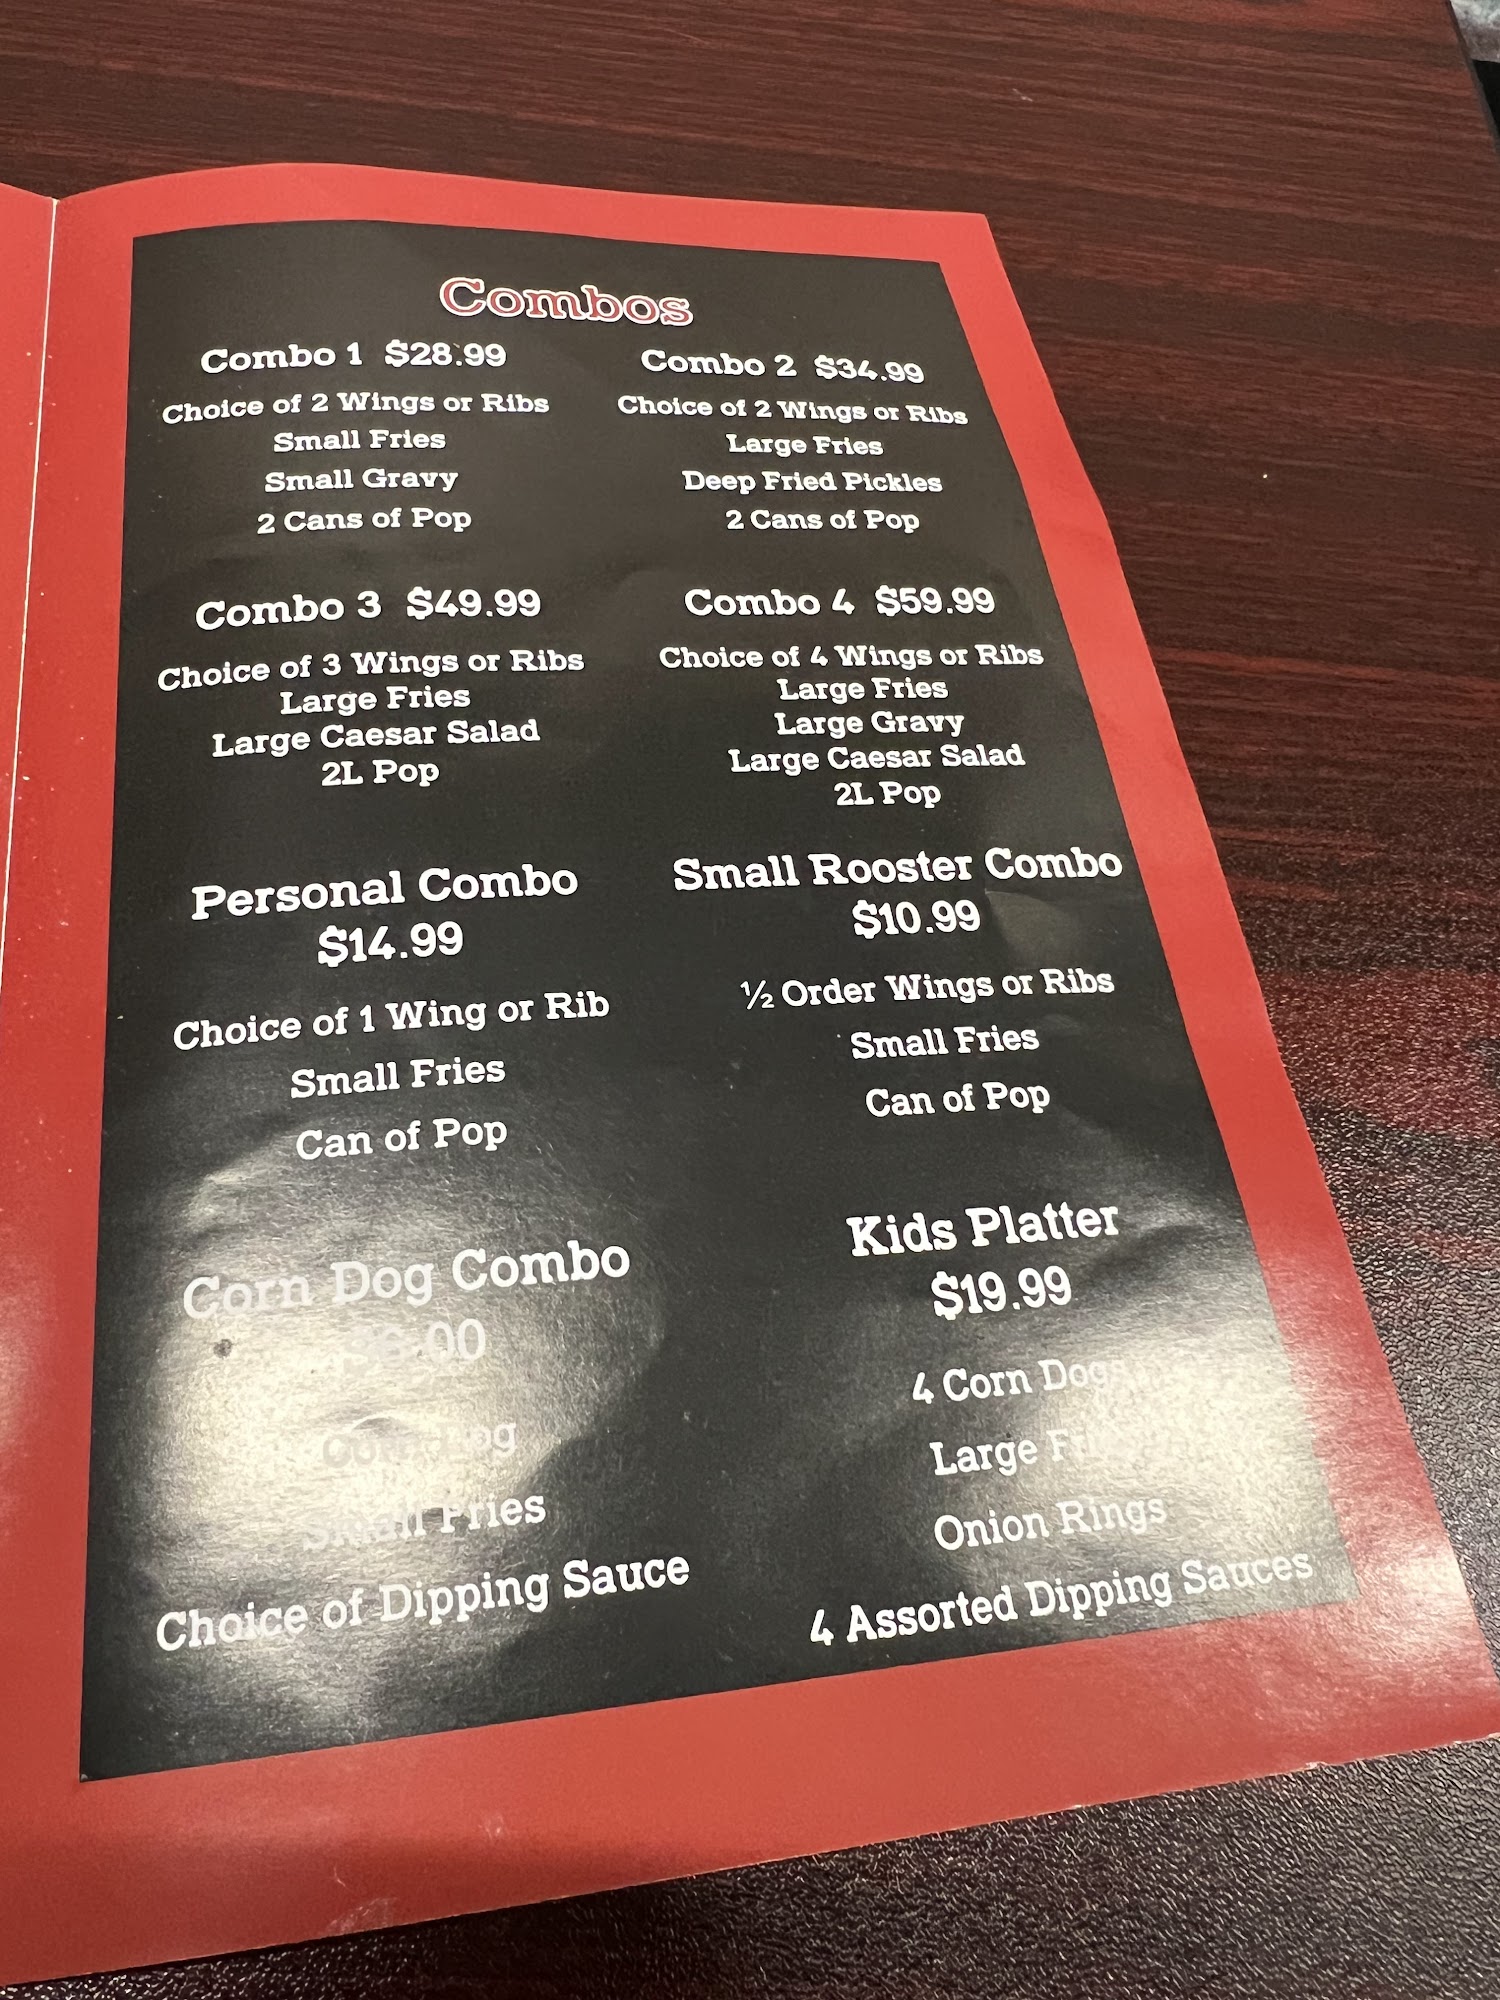 Combos
Combo 1 $28.99
Choice of 2 Wings or Ribs
Small Fries
Small Gravy
2 Cans of Pop
Combo 2 $34.99
Choice of 2 Wings or Ribs
Large Fries
Deep Fried Pickles
2 Cans of Pop
Combo 3 $49.99
Choice of 3 Wings or Ribs
Large Fries
Large Caesar Salad
2L Pop
Combo 4 $59.99
Choice of 4 Wings or Ribs
Large Fries
Large Gravy
Large Caesar Salad
2L Pop
Personal Combo
$14.99
Choice of 1 Wing or Rib
Small Fries
Can of Pop
Small Rooster Combo
$10.99
½ Order Wings or Ribs
Small Fries
Can of Pop
Corn Dog Combo
Corn Dog
Small Fries
Choice of Dipping Sauce
Kids Platter
$19.99
4 Corn Dogs
Large Fries
Onion Rings
4 Assorted Dipping Sauces